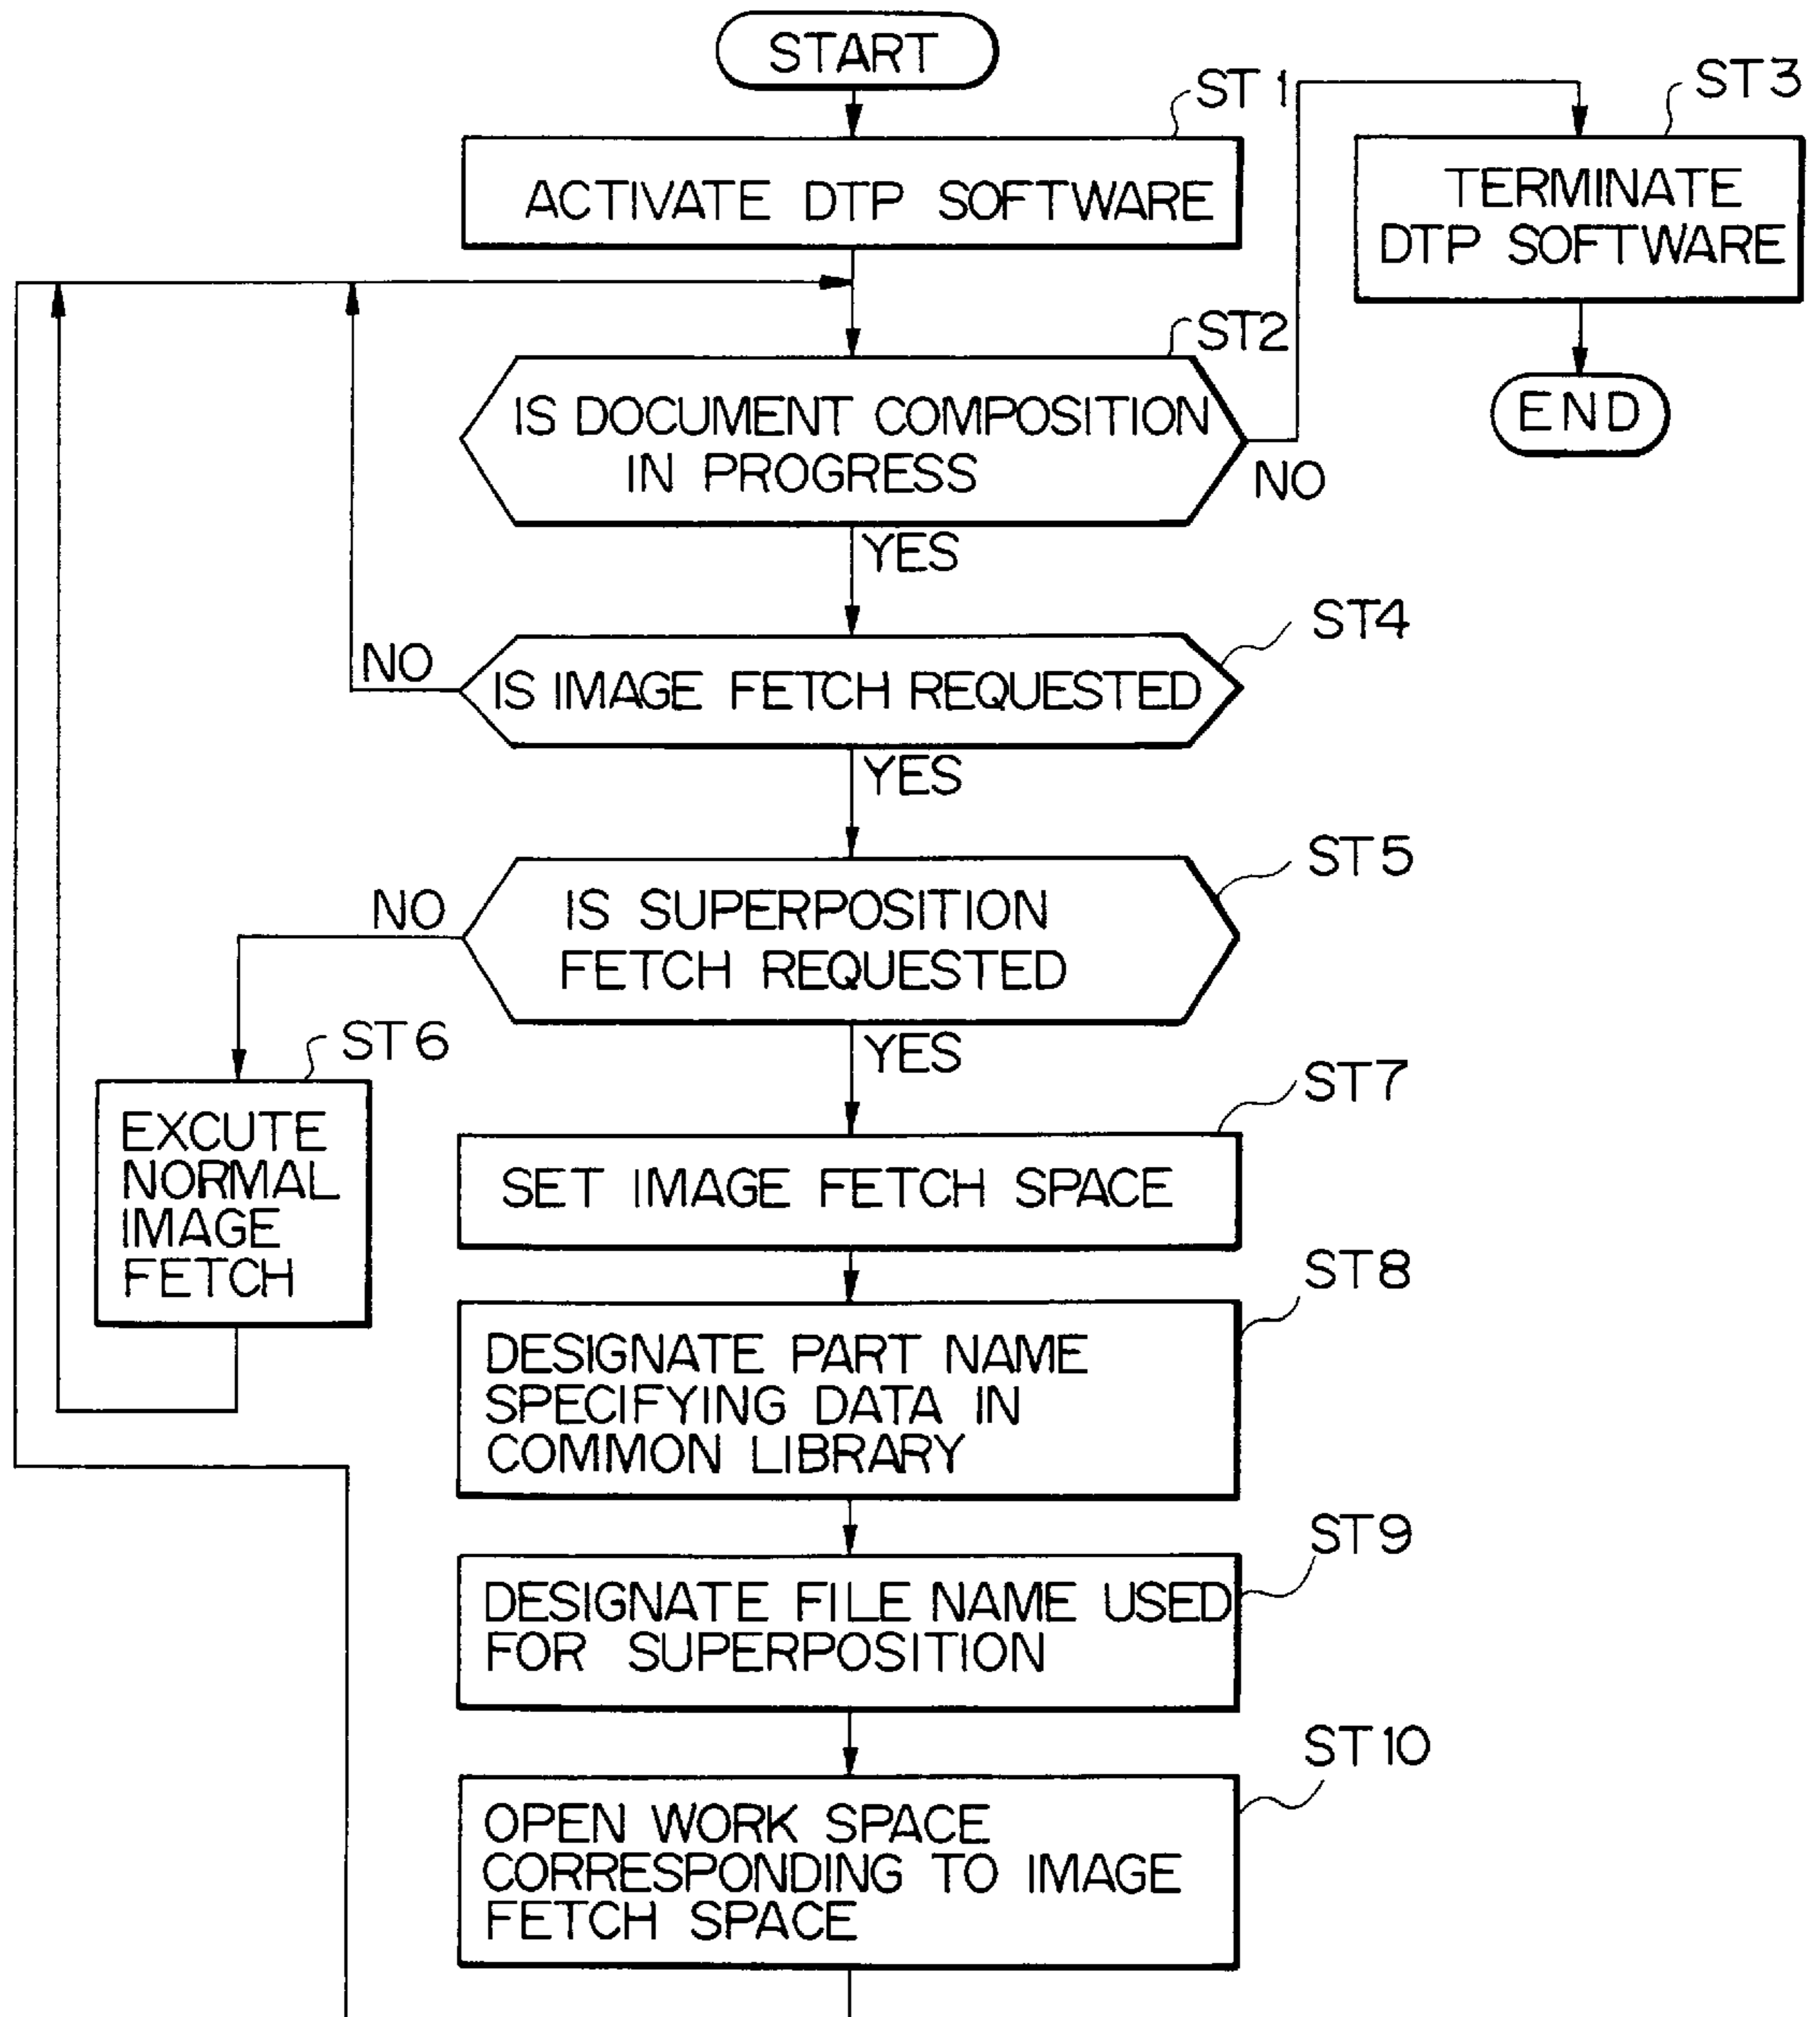 START
ST1
ACTIVATE DTP SOFTWARE
ST3
TERMINATE
DTP SOFTWARE
END
ST2
IS DOCUMENT COMPOSITION
IN PROGRESS
NO
YES
ST4
NO
IS IMAGE FETCH REQUESTED
YES
ST5
NO
IS SUPERPOSITION
FETCH REQUESTED
YES
ST6
EXCUTE
NORMAL
IMAGE
FETCH
ST7
SET IMAGE FETCH SPACE
ST8
DESIGNATE PART NAME
SPECIFYING DATA IN
COMMON LIBRARY
ST9
DESIGNATE FILE NAME USED
FOR SUPERPOSITION
ST10
OPEN WORK SPACE
CORRESPONDING TO IMAGE
FETCH SPACE